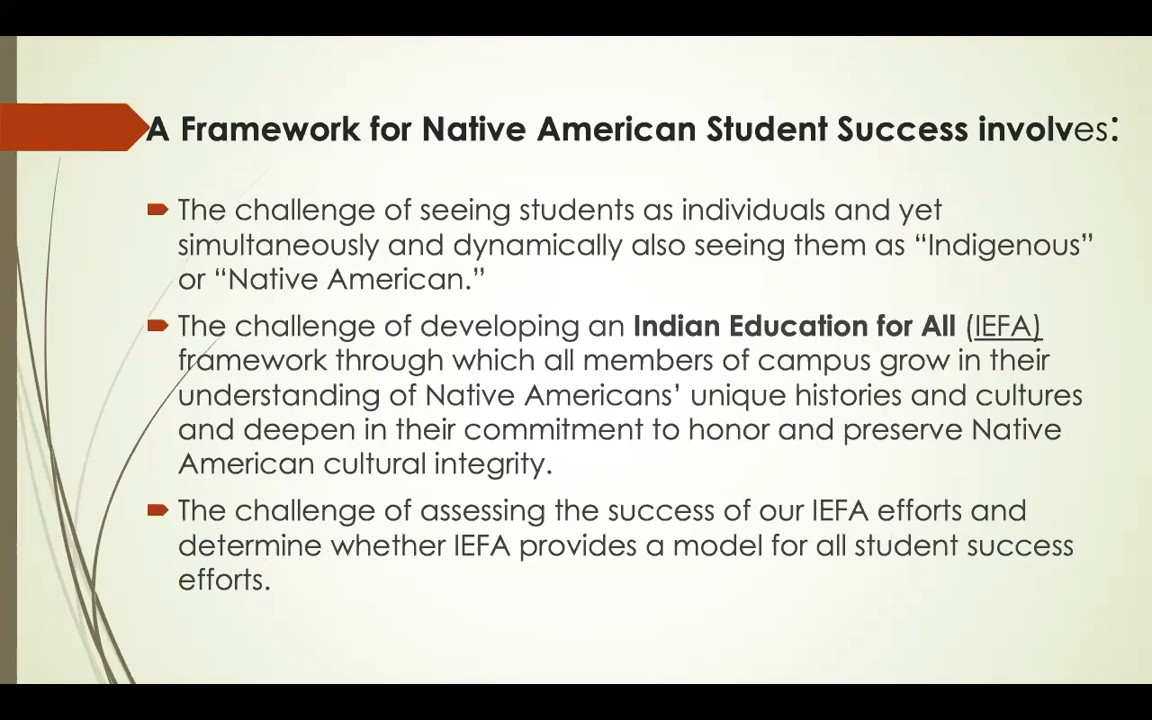 A Framework for Native American Student Success involves:
The challenge of seeing students as individuals and yet
simultaneously and dynamically also seeing them as “Indigenous”
or “Native American.”
The challenge of developing an Indian Education for All (IEFA)
framework through which all members of campus grow in their
understanding of Native Americans’ unique histories and cultures
and deepen in their commitment to honor and preserve Native
American cultural integrity.
The challenge of assessing the success of our IEFA efforts and
determine whether IEFA provides a model for all student success
efforts.